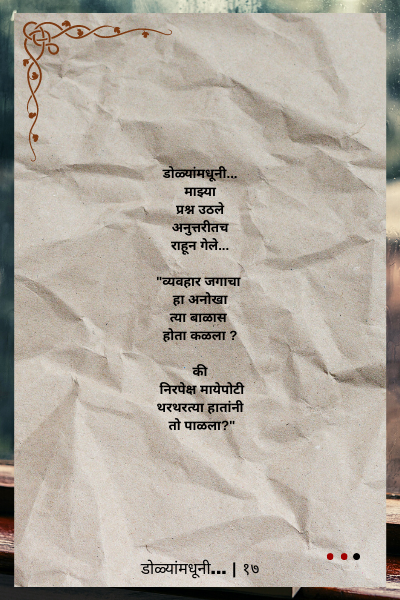 डोळ्यांमधूनी...
माझ्या
प्रश्न उठले
अनुत्तरीतच
राहून गेले...
"व्यवहार जगाचा
हा अनोखा
त्या बाळास
होता कळला ?
की
निरपेक्ष मायेपोटी
थरथरत्या हातांनी
तो पाळला?"
डोळ्यांमधूनी... | १७